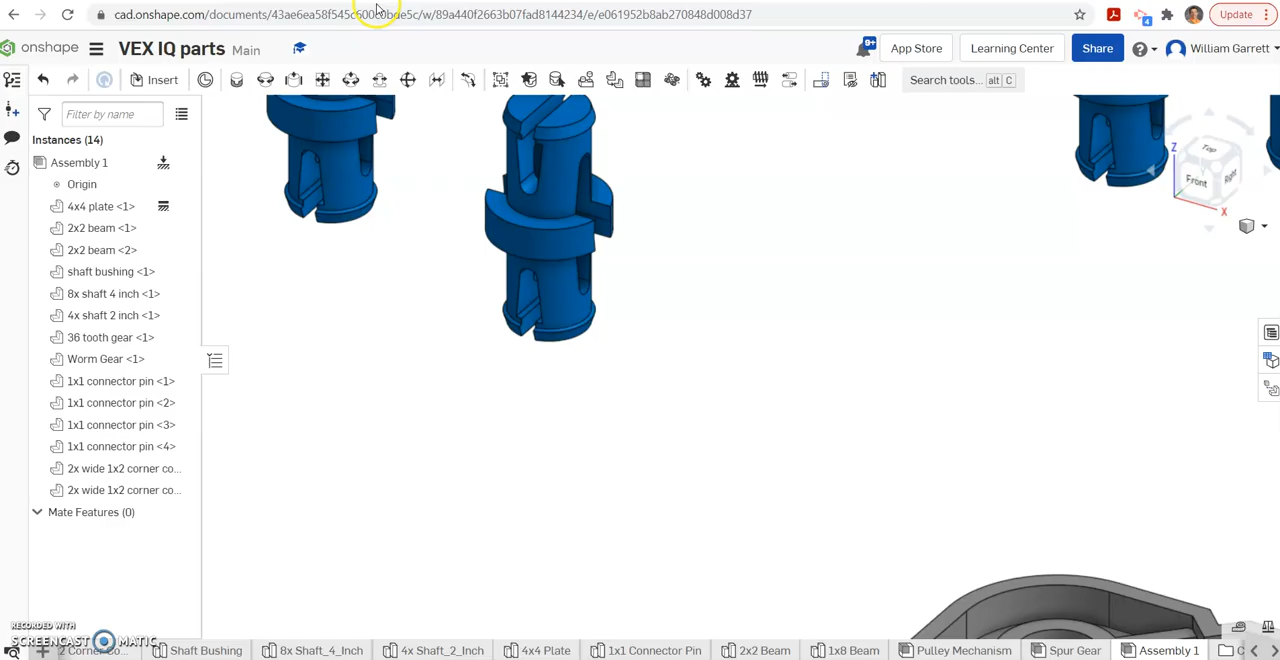 cad.onshape.com/documents/43ae6ea58f545c600c0bde5c/w/89a440f2663b07fad8144234/e/e061952b8ab270848d008d37
Update
onshape
VEX IQ parts Main
App Store
Learning Center
Share
William Garrett
Insert
Search tools... alt C
Filter by name
Instances (14)
Assembly 1
Origin
4x4 plate <1>
2x2 beam <1>
2x2 beam <2>
shaft bushing <1>
8x shaft 4 inch <1>
4x shaft 2 inch <1>
36 tooth gear <1>
Worm Gear <1>
1x1 connector pin <1>
1x1 connector pin <2>
1x1 connector pin <3>
1x1 connector pin <4>
2x wide 1x2 corner co...
2x wide 1x2 corner co...
Mate Features (0)
Z
Top
Front
Right
X
RECORDED WITH
SCREENCAST MATIC
Shaft Bushing
8x Shaft_4_Inch
4x Shaft_2_Inch
4x4 Plate
1x1 Connector Pin
2x2 Beam
1x8 Beam
Pulley Mechanism
Spur Gear
Assembly 1